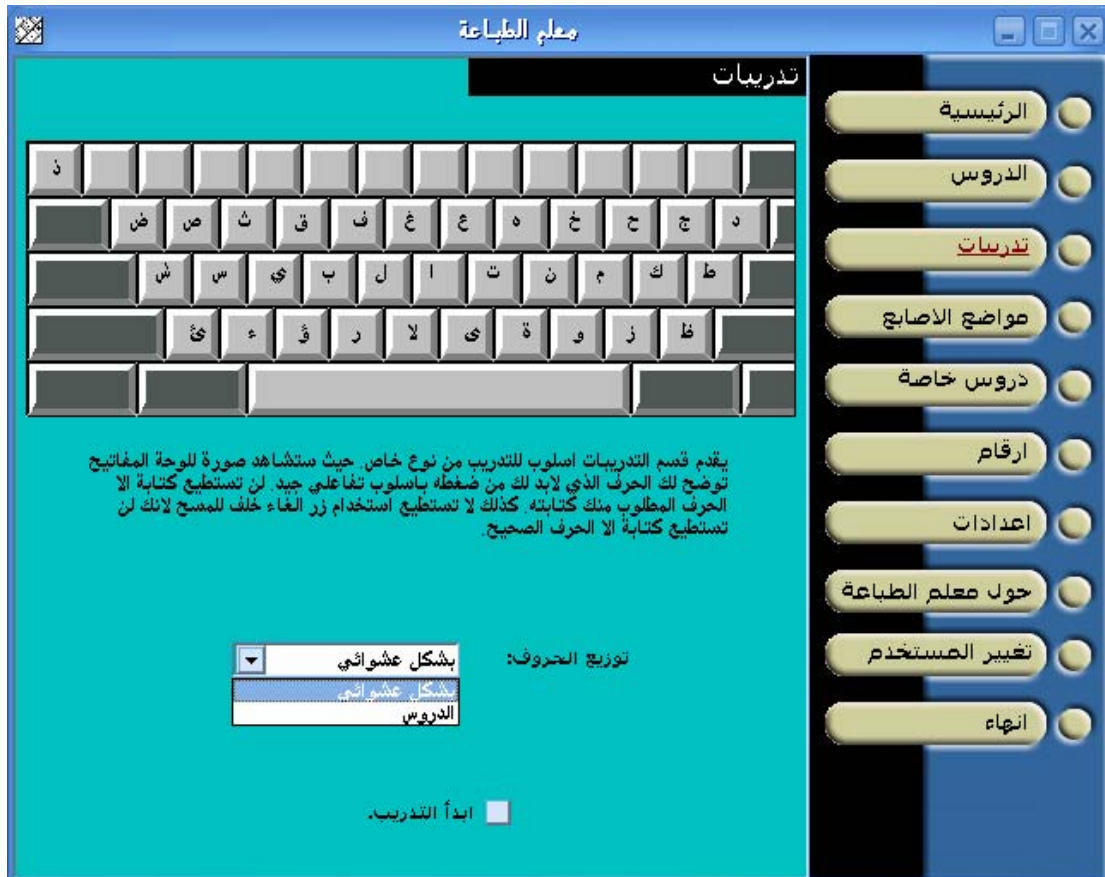 معلم الطباعة
تدريبات
ذ
ض ص ث ق ف غ ع ه خ ح ج د
ش س ي ب ل ا ت ن م ك ط
ئ ء ؤ ر لا ى ة و ز ظ
يقدم قسم التدريبات اسلوب للتدريب من نوع خاص. حيث ستشاهد صورة للوحة المفاتيح
توضح لك الحرف الذي لابد لك من ضغطه باسلوب تفاعلي جيد. لن تستطيع كتابة الا
الحرف المطلوب منك كتابته. كذلك لا تستطيع استخدام زر الغاء خلف للمسح لانك لن
تستطيع كتابة الا الحرف الصحيح.
توزيع الحروف: بشكل عشوائي
بشكل عشوائي
الدروس
ابدأ التدريب.
الرئيسية
الدروس
تدريبات
مواضع الاصابع
دروس خاصة
ارقام
اعدادات
حول معلم الطباعة
تغيير المستخدم
انهاء